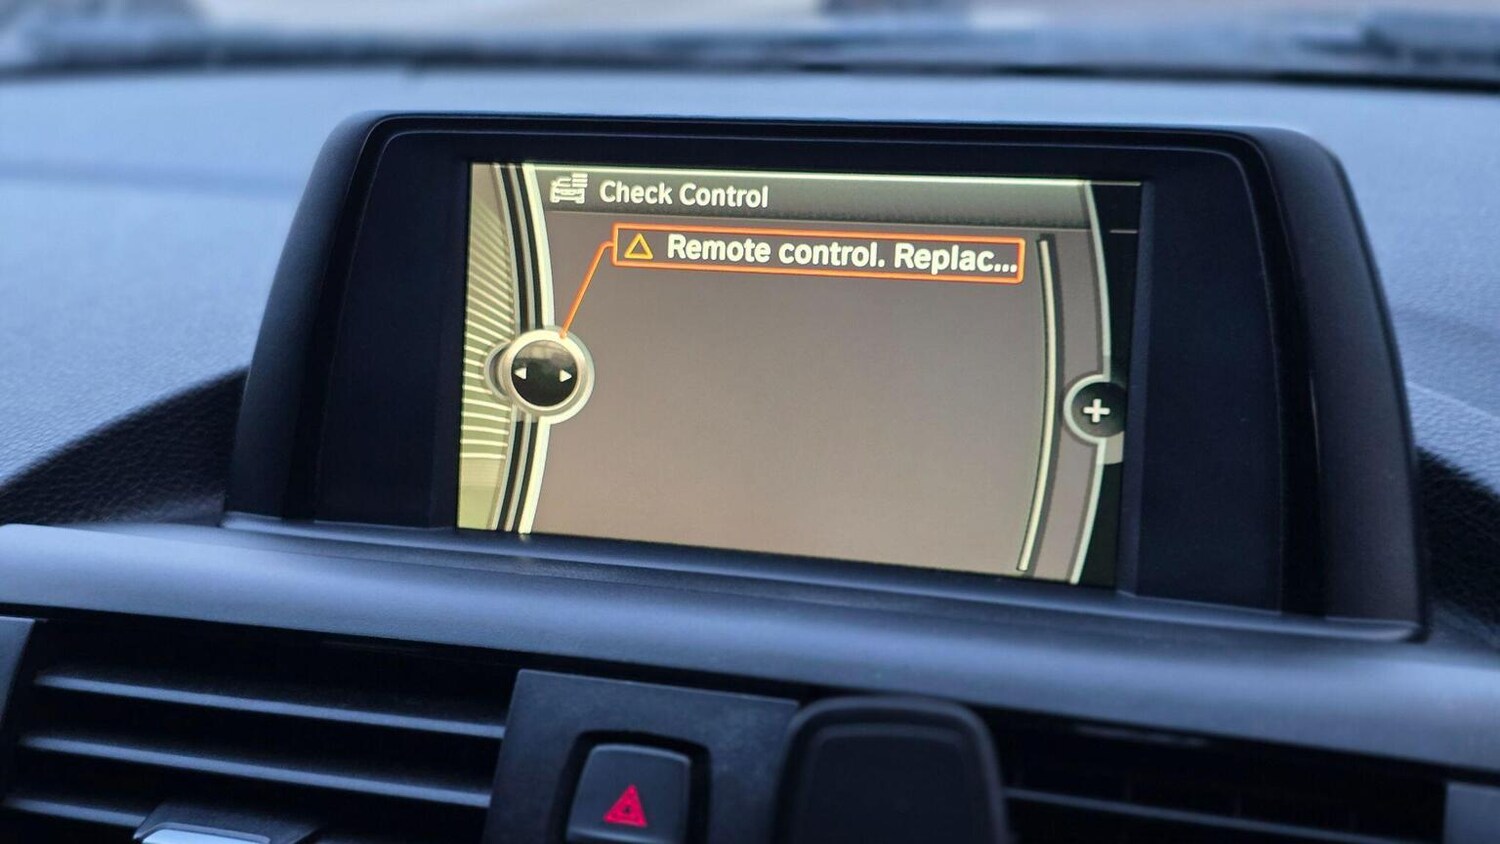 Check Control
Remote control. Replac...